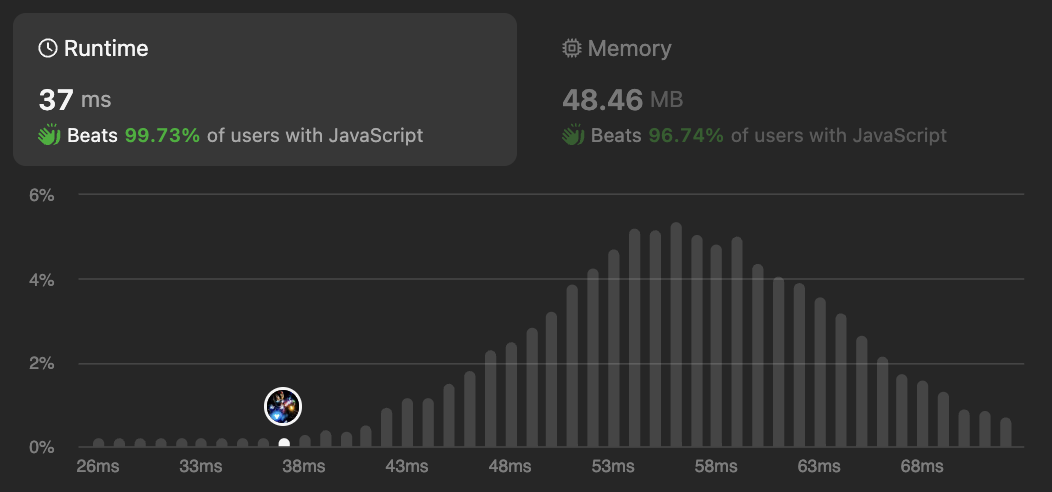 Runtime
37 ms
Beats 99.73% of users with JavaScript
Memory
48.46 MB
Beats 96.74% of users with JavaScript
6%
4%
2%
0%
26ms 33ms 38ms 43ms 48ms 53ms 58ms 63ms 68ms